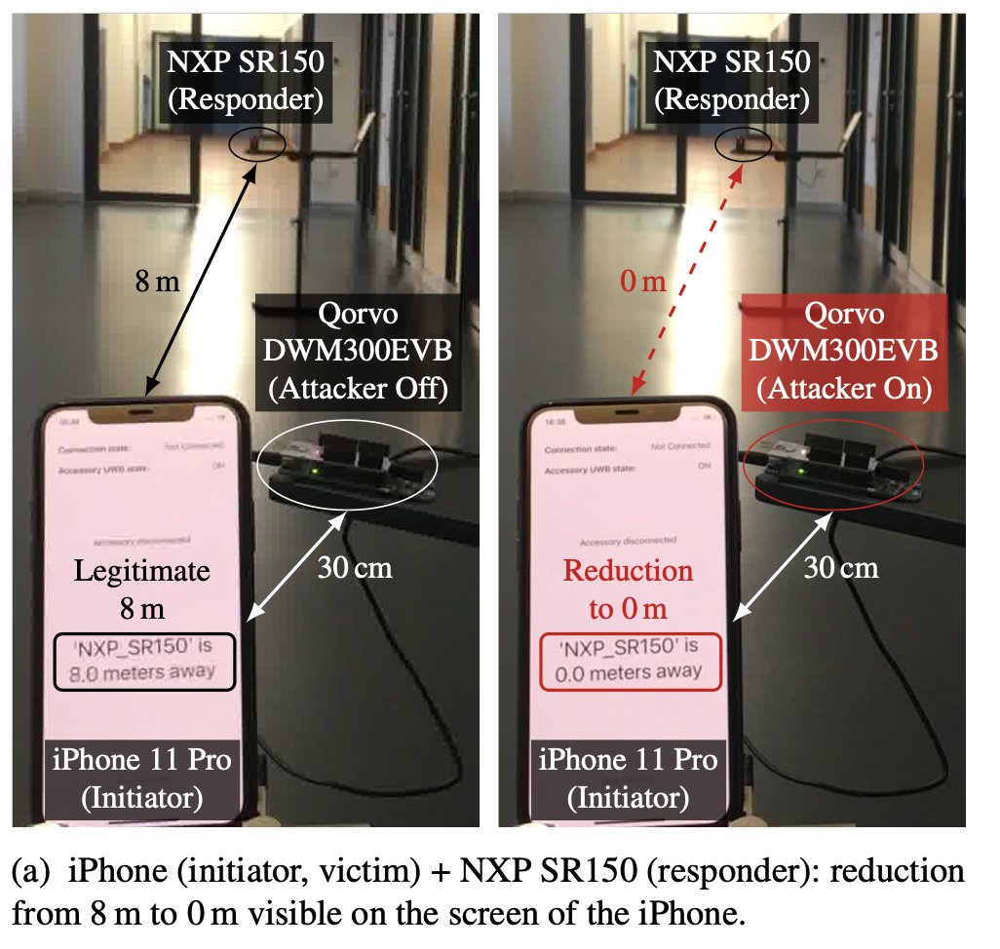 NXP SR150
(Responder)
8 m
Qorvo
DWM300EVB
(Attacker Off)
Connection state: Not Connected
Accessory UWB state: ON
Accessory disconnected
30 cm
Legitimate
8 m
'NXP_SR150' is
8.0 meters away
iPhone 11 Pro
(Initiator)
NXP SR150
(Responder)
0 m
Qorvo
DWM300EVB
(Attacker On)
Connection state: Not Connected
Accessory UWB state: ON
Accessory disconnected
30 cm
Reduction
to 0 m
'NXP_SR150' is
0.0 meters away
iPhone 11 Pro
(Initiator)
(a) iPhone (initiator, victim) + NXP SR150 (responder): reduction
from 8 m to 0 m visible on the screen of the iPhone.